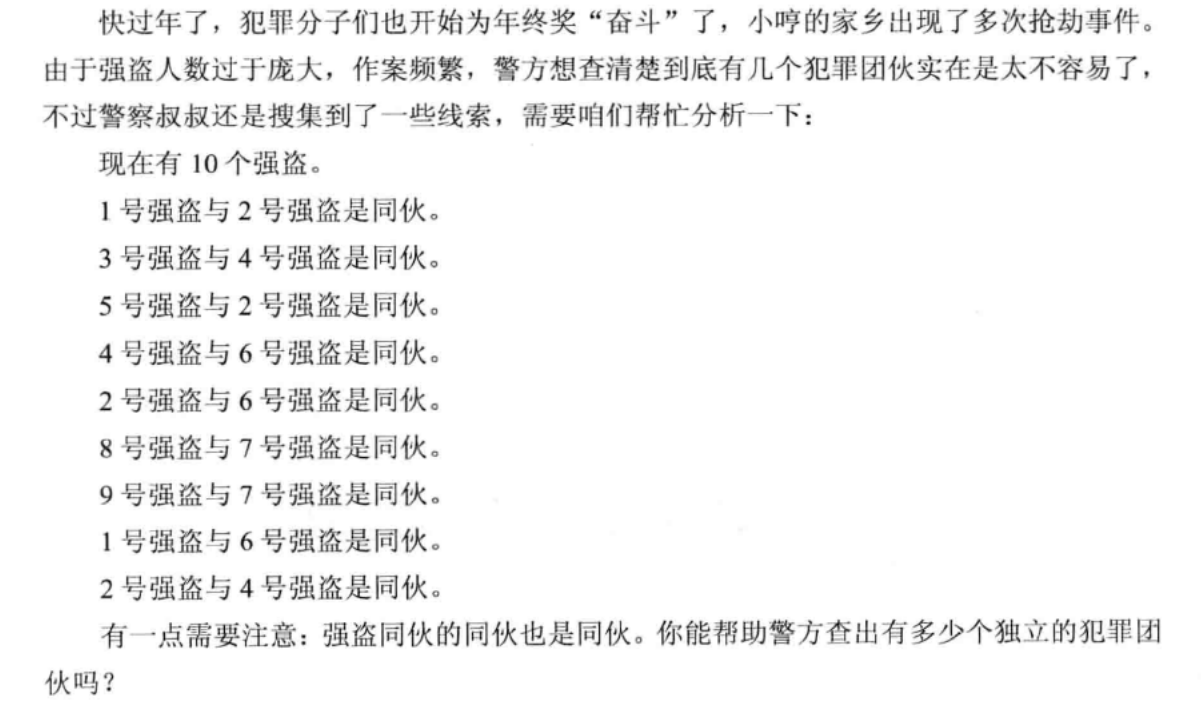 快过年了，犯罪分子们也开始为年终奖“奋斗”了，小哼的家乡出现了多次抢劫事件。
由于强盗人数过于庞大，作案频繁，警方想查清楚到底有几个犯罪团伙实在是太不容易了，
不过警察叔叔还是搜集到了一些线索，需要咱们帮忙分析一下：
现在有 10 个强盗。
1 号强盗与 2 号强盗是同伙。
3 号强盗与 4 号强盗是同伙。
5 号强盗与 2 号强盗是同伙。
4 号强盗与 6 号强盗是同伙。
2 号强盗与 6 号强盗是同伙。
8 号强盗与 7 号强盗是同伙。
9 号强盗与 7 号强盗是同伙。
1 号强盗与 6 号强盗是同伙。
2 号强盗与 4 号强盗是同伙。
有一点需要注意：强盗同伙的同伙也是同伙。你能帮助警方查出有多少个独立的犯罪团
伙吗？